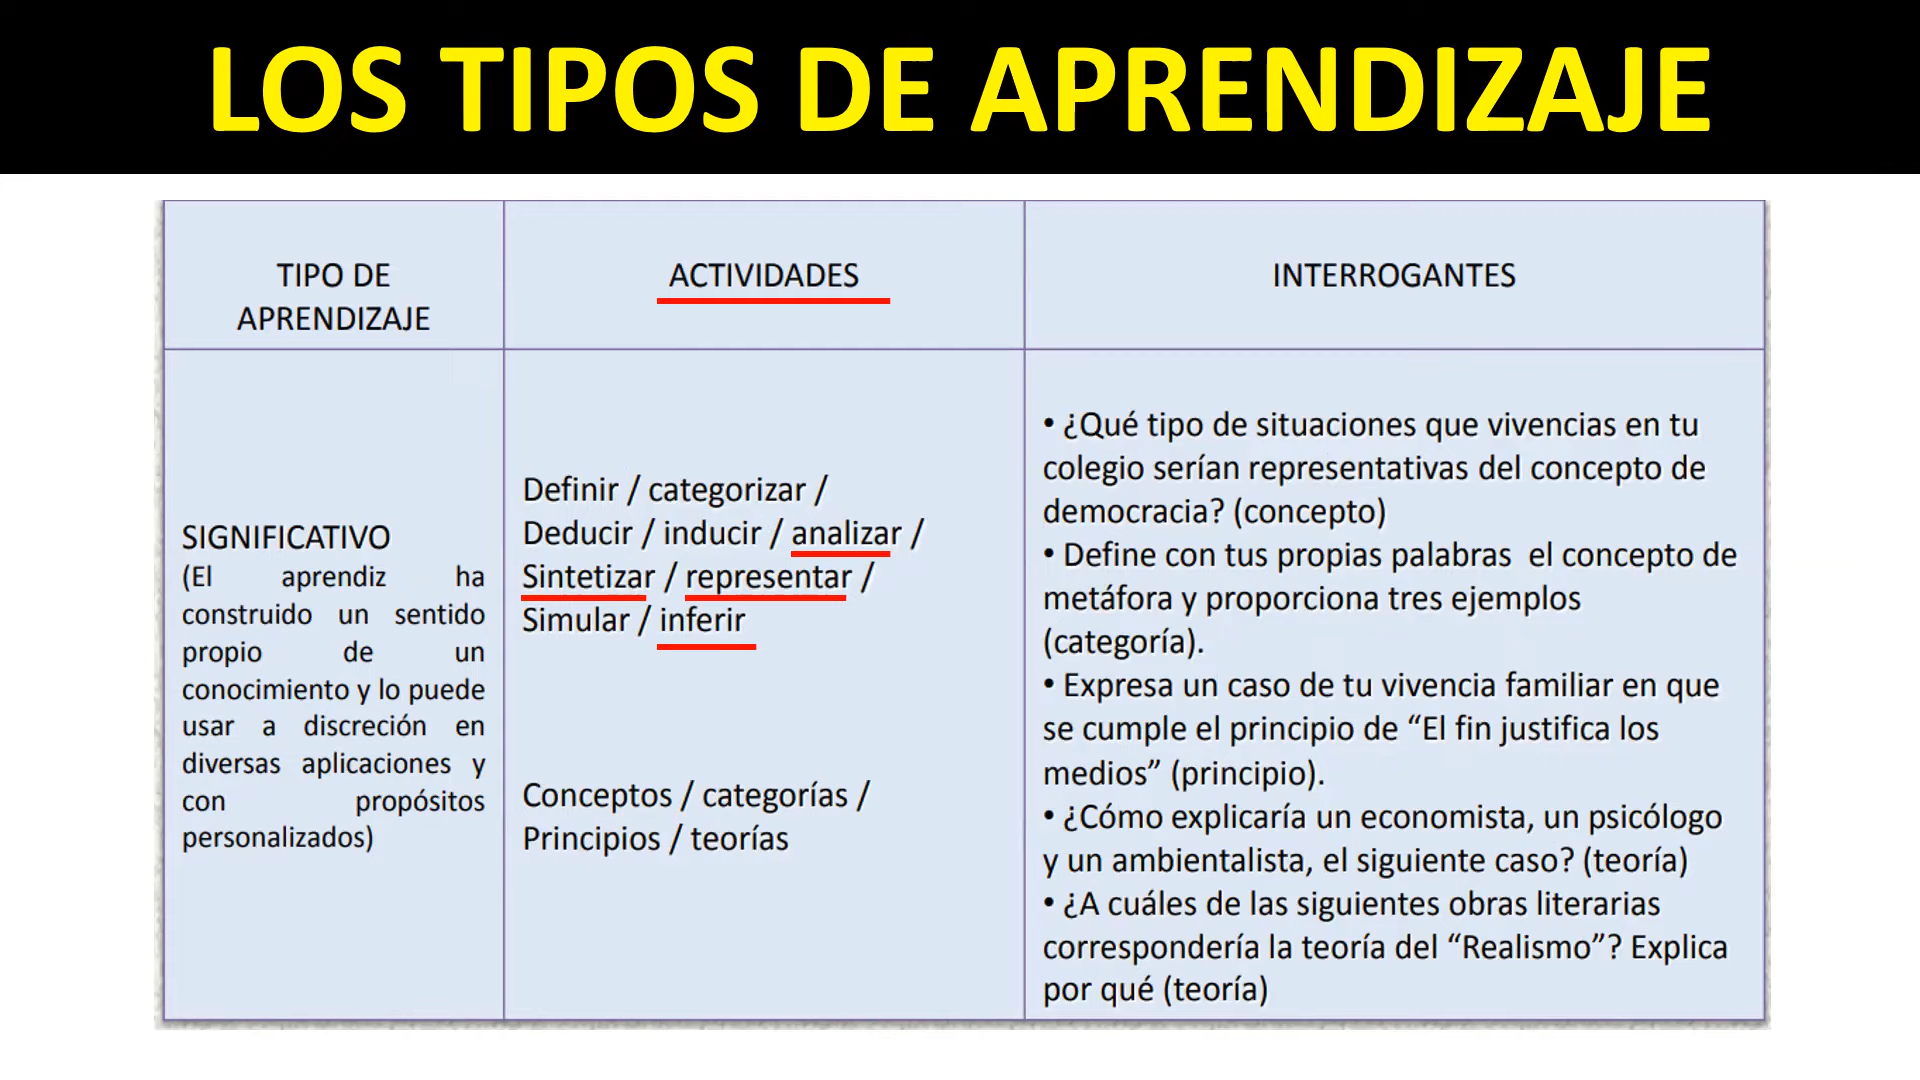 LOS TIPOS DE APRENDIZAJE
TIPO DE
APRENDIZAJE
ACTIVIDADES
INTERROGANTES
SIGNIFICATIVO
(El aprendiz ha
construido un sentido
propio de un
conocimiento y lo puede
usar a discreción en
diversas aplicaciones y
con propósitos
personalizados)
Definir / categorizar /
Deducir / inducir / analizar /
Sintetizar / representar /
Simular / inferir
Conceptos / categorías /
Principios / teorías
• ¿Qué tipo de situaciones que vivencias en tu
colegio serían representativas del concepto de
democracia? (concepto)
• Define con tus propias palabras el concepto de
metáfora y proporciona tres ejemplos
(categoría).
• Expresa un caso de tu vivencia familiar en que
se cumple el principio de “El fin justifica los
medios” (principio).
• ¿Cómo explicaría un economista, un psicólogo
y un ambientalista, el siguiente caso? (teoría)
• ¿A cuáles de las siguientes obras literarias
correspondería la teoría del “Realismo”? Explica
por qué (teoría)